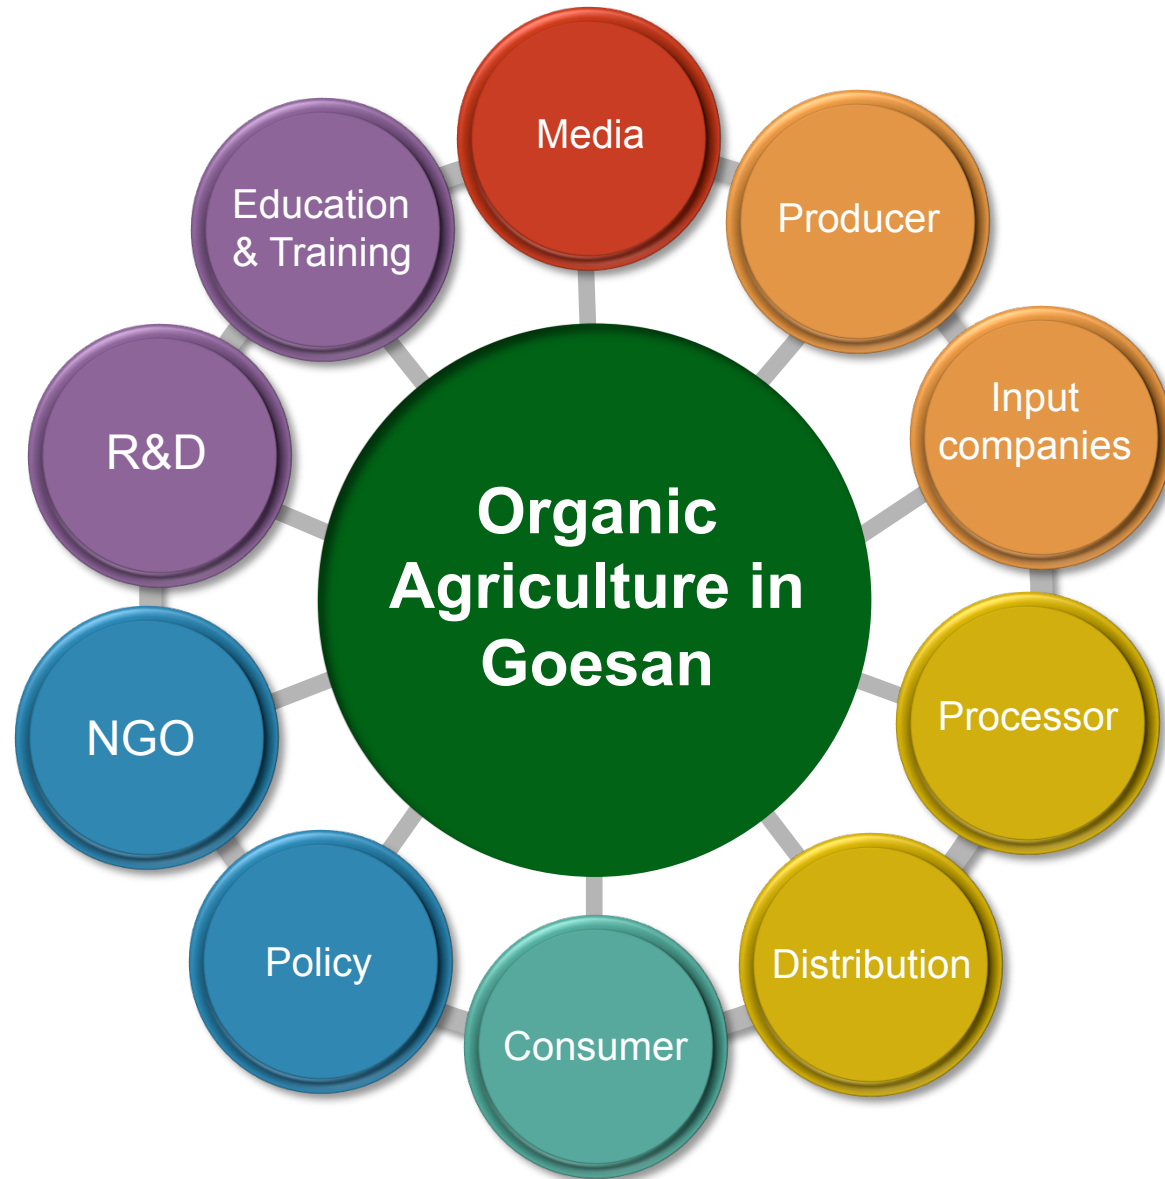 Media
Producer
Input
companies
Processor
Distribution
Consumer
Policy
NGO
R&D
Education
& Training
Organic
Agriculture in
Goesan